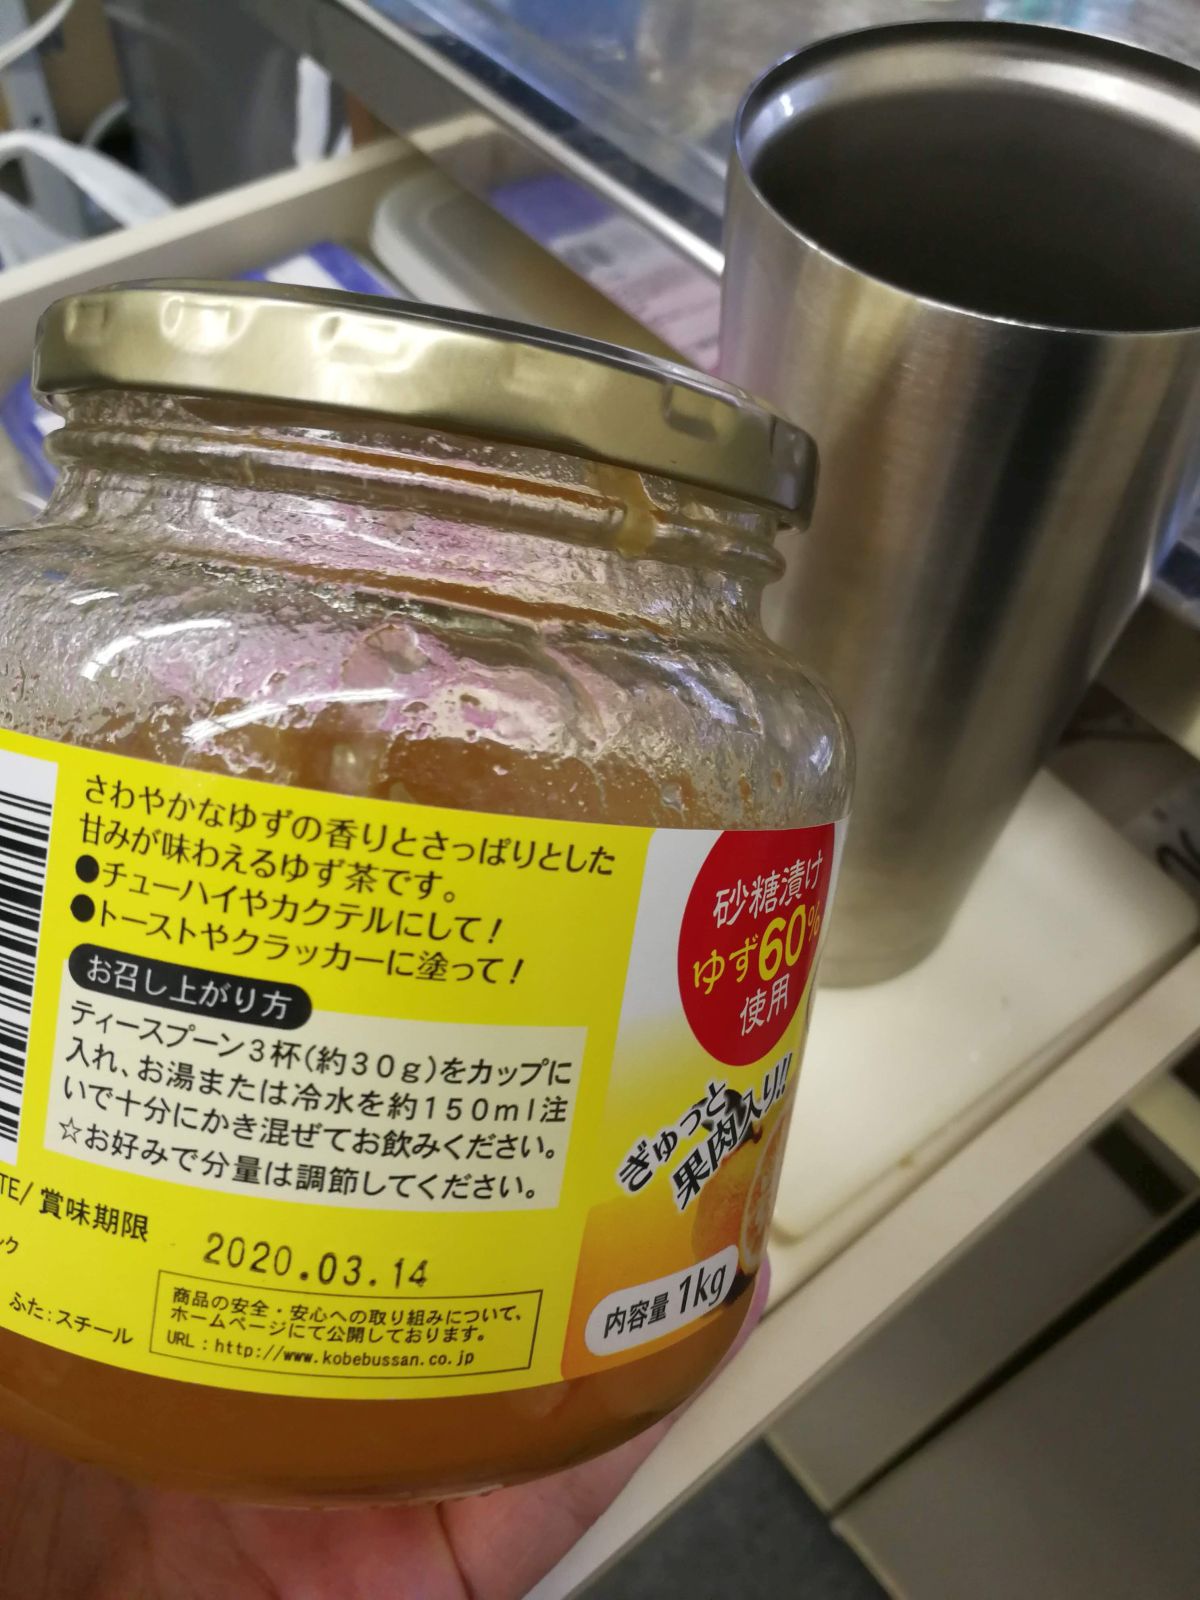 さわやかなゆずの香りとさっぱりとした
甘みが味わえるゆず茶です。
●チューハイやカクテルにして！
●トーストやクラッカーに塗って！
お召し上がり方
ティースプーン3杯(約30g)をカップに
入れ、お湯または冷水を約150ml注
いで十分にかき混ぜてお飲みください。
☆お好みで分量は調節してください。
TE/ 賞味期限
2020.03.14
ふた:スチール
商品の安全・安心への取り組みについて、
ホームページにて公開しております。
URL：http://www.kobebussan.co.jp
砂糖漬け
ゆず60%
使用
ぎゅっと
果肉入り!!
内容量 1kg